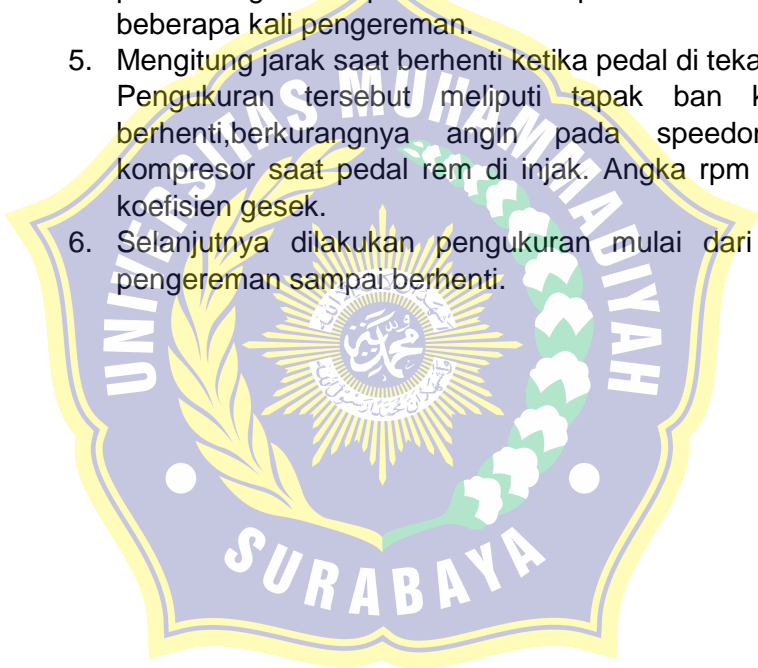 beberapa kali pengereman.
5. Mengitung jarak saat berhenti ketika pedal di teka
Pengukuran tersebut meliputi tapak ban k
berhenti,berkurangnya angin pada speedor
kompresor saat pedal rem di injak. Angka rpm
koefisien gesek.
6. Selanjutnya dilakukan pengukuran mulai dari
pengereman sampai berhenti.
UNIVERSITAS MUHAMMADIYAH
SURABAYA